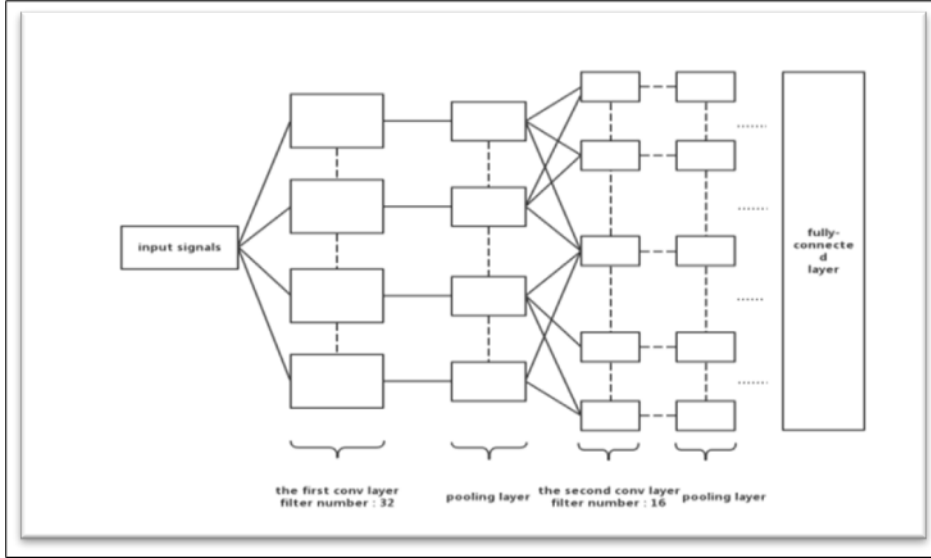 input signals
fully-
connecte
d
layer
the first conv layer
filter number : 32
pooling layer
the second conv layer
filter number : 16
pooling layer